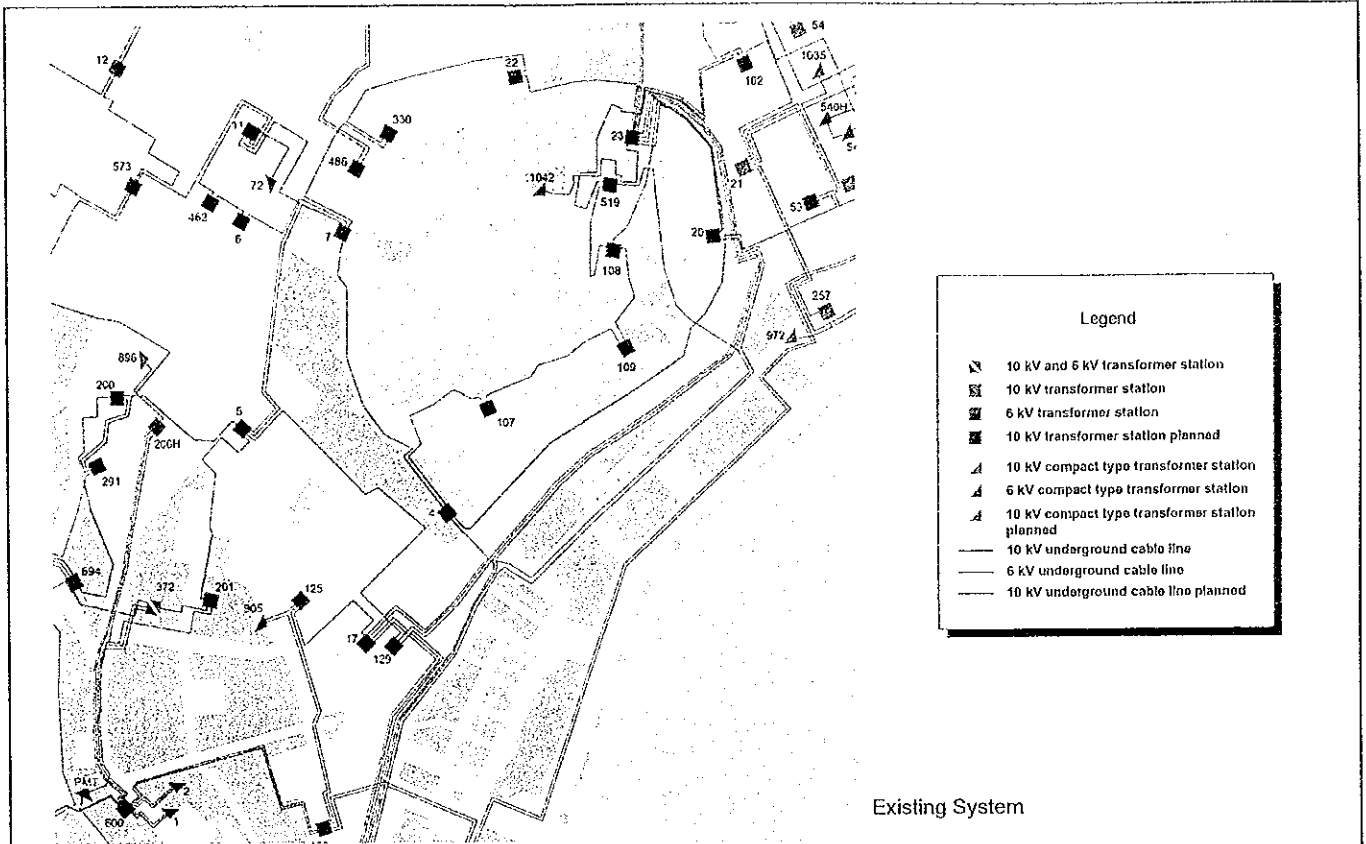 54
12
22
102
1035
11
330
540H
23
486
573
72
1042
21
519
462
6
7
53
20
108
257
896
972
200
109
5
107
200H
291
4
694
372
201
905
125
17
129
2
600
1
Legend
10 kV and 6 kV transformer station
10 kV transformer station
6 kV transformer station
10 kV transformer station planned
10 kV compact type transformer station
6 kV compact type transformer station
10 kV compact type transformer station
planned
10 kV underground cable line
6 kV underground cable line
10 kV underground cable line planned
Existing System